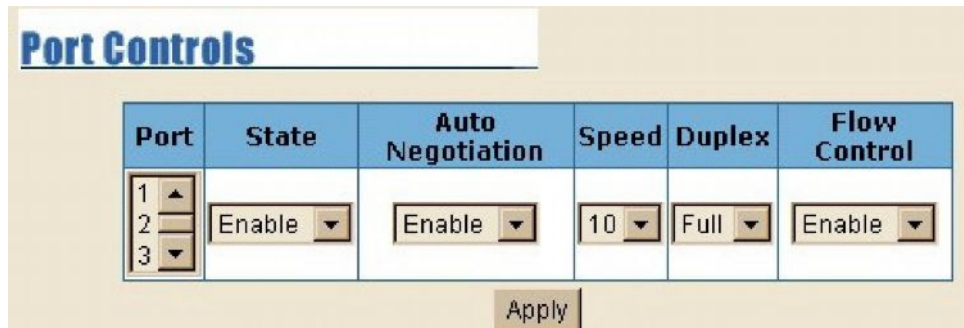 Port Controls
Port State Auto Negotiation Speed Duplex Flow Control
1
2 Enable Enable 10 Full Enable
3
Apply